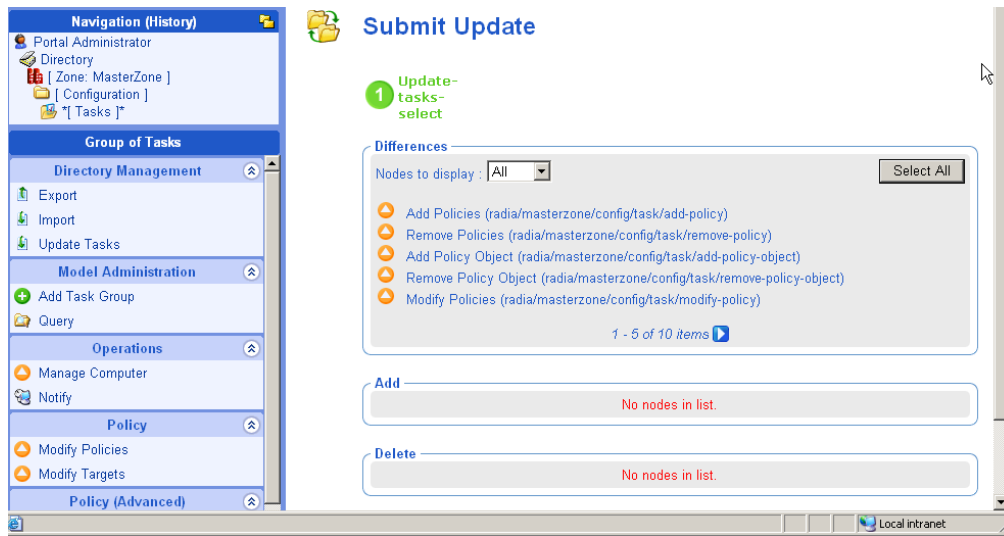 Navigation (History)
Portal Administrator
Directory
[ Zone: MasterZone ]
[ Configuration ]
*[ Tasks ]*
Group of Tasks
Directory Management
Export
Import
Update Tasks
Model Administration
Add Task Group
Query
Operations
Manage Computer
Notify
Policy
Modify Policies
Modify Targets
Policy (Advanced)
Submit Update
1
Update-
tasks-
select
Differences
Nodes to display : All
Select All
Add Policies (radia/masterzone/config/task/add-policy)
Remove Policies (radia/masterzone/config/task/remove-policy)
Add Policy Object (radia/masterzone/config/task/add-policy-object)
Remove Policy Object (radia/masterzone/config/task/remove-policy-object)
Modify Policies (radia/masterzone/config/task/modify-policy)
1 - 5 of 10 items
Add
No nodes in list.
Delete
No nodes in list.
Local intranet